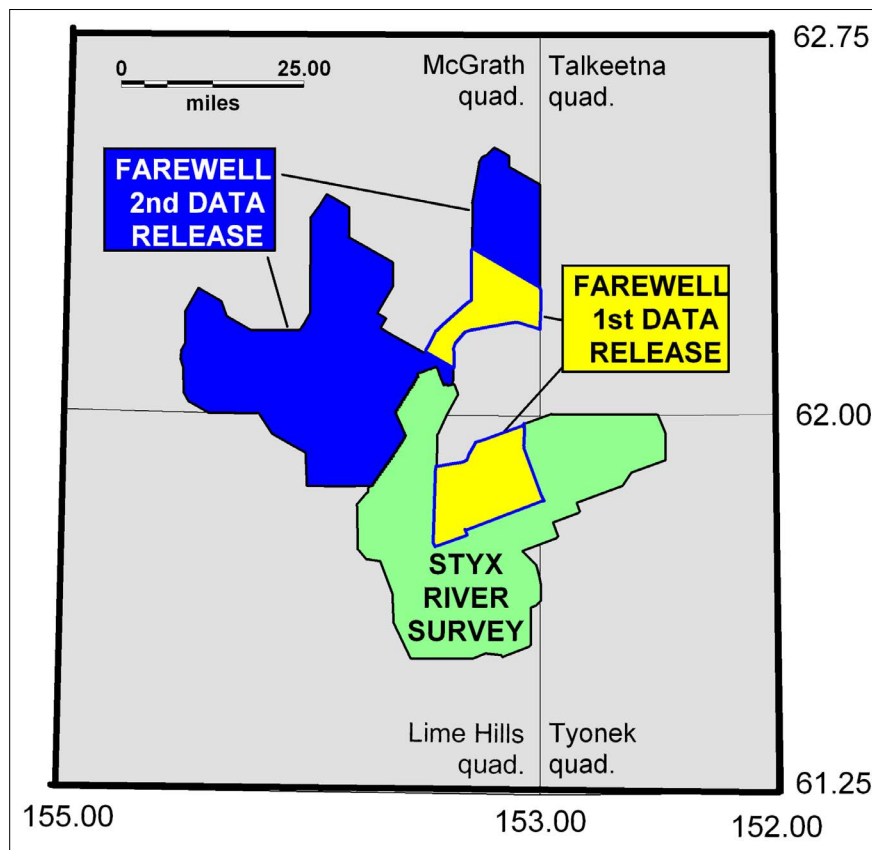 62.75
0 25.00
miles
McGrath
quad.
Talkeetna
quad.
FAREWELL
2nd DATA
RELEASE
FAREWELL
1st DATA
RELEASE
62.00
STYX
RIVER
SURVEY
Lime Hills
quad.
Tyonek
quad.
61.25
155.00
153.00
152.00